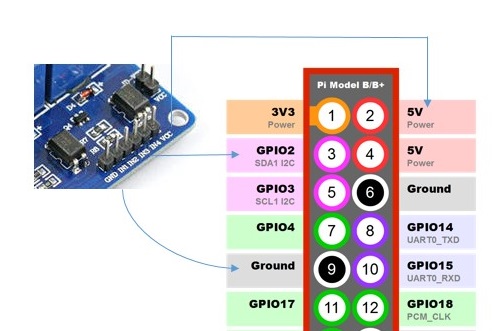 Pi Model B/B+
3V3
Power
1
2
5V
Power
GPIO2
SDA1 I2C
3
4
5V
Power
GPIO3
SCL1 I2C
5
6
Ground
GPIO4
7
8
GPIO14
UART0_TXD
Ground
9
10
GPIO15
UART0_RXD
GPIO17
11
12
GPIO18
PCM_CLK
VCC
GND IN1 IN2 IN3 IN4 VCC
D4